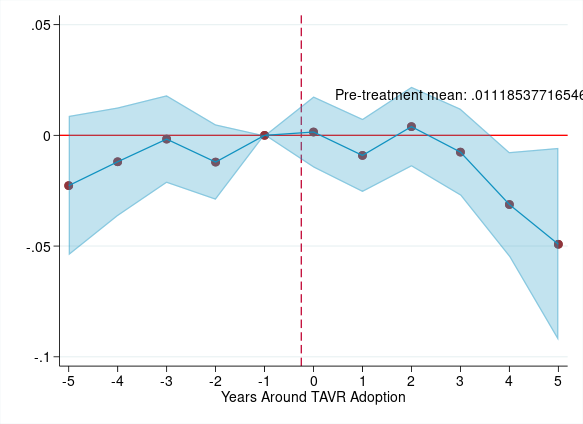 .05
Pre-treatment mean: .01118537716546
0
-.05
-.1
-5 -4 -3 -2 -1 0 1 2 3 4 5
Years Around TAVR Adoption